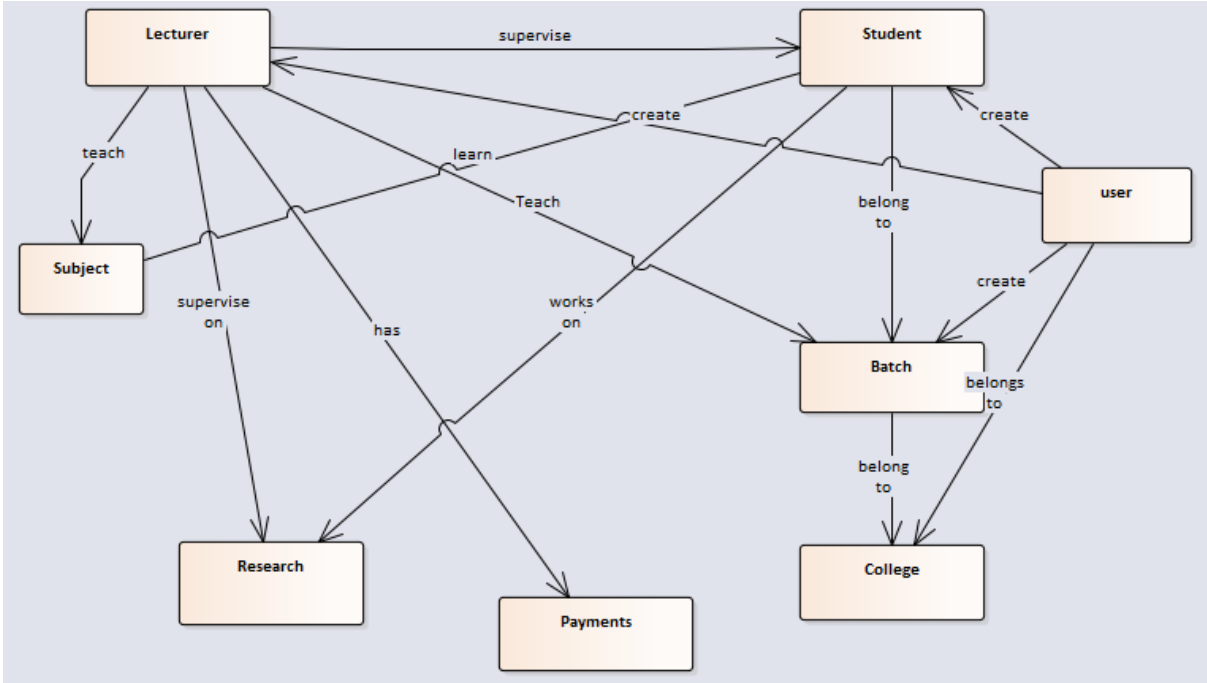 Lecturer
Student
supervise
create
create
teach
learn
user
Teach
belong
to
Subject
create
supervise
on
works
on
has
Batch
belongs
to
belong
to
Research
College
Payments